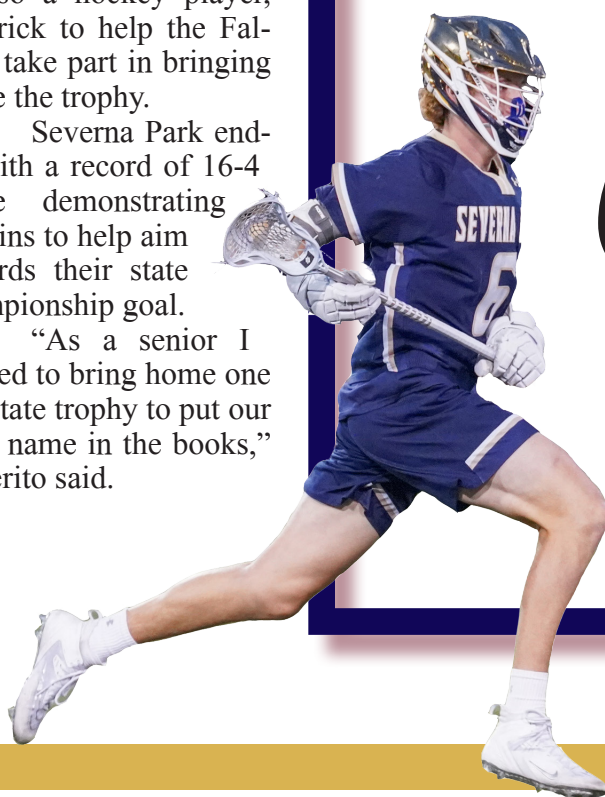 so a hockey player,
rick to help the Fal-
take part in bringing
e the trophy.
Severna Park end-
ith a record of 16-4
e demonstrating
ins to help aim
rds their state
pionship goal.
“As a senior I
ed to bring home one
tate trophy to put our
name in the books,”
erito said.
SEVERNA
6